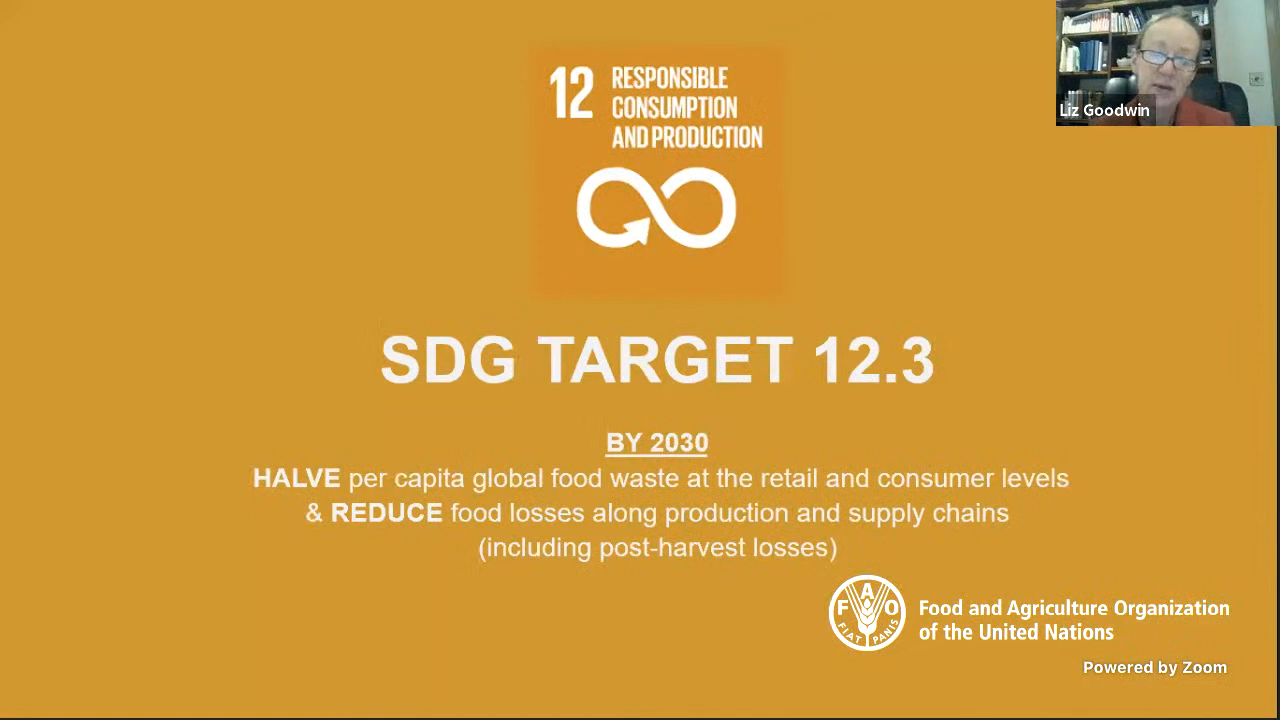 12 RESPONSIBLE
CONSUMPTION
AND PRODUCTION
Liz Goodwin
SDG TARGET 12.3
BY 2030
HALVE per capita global food waste at the retail and consumer levels
& REDUCE food losses along production and supply chains
(including post-harvest losses)
F A O
FIAT PANIS
Food and Agriculture Organization
of the United Nations
Powered by Zoom